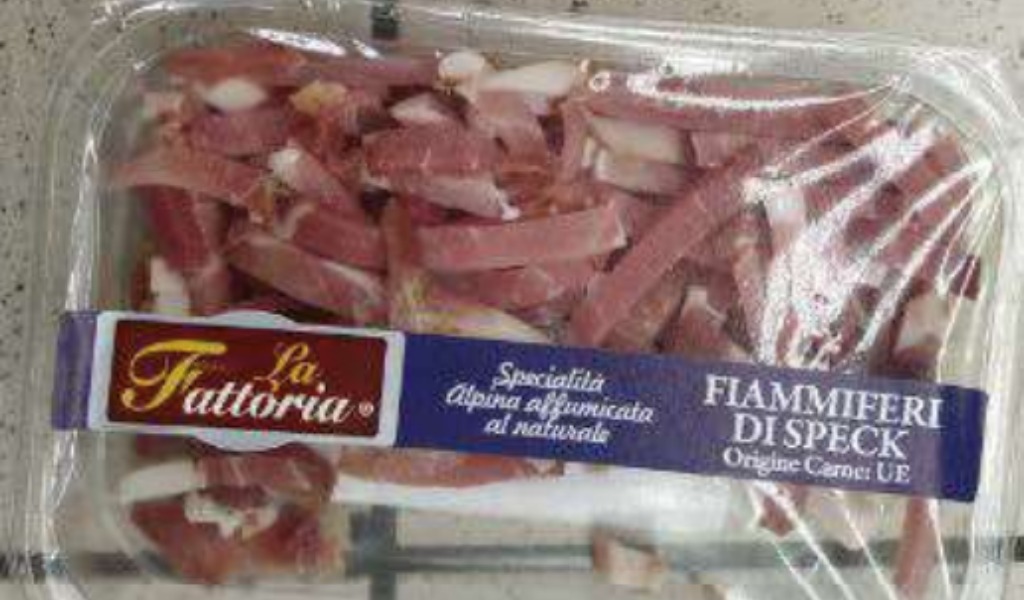 La
Fattoria®
Specialità
Alpina affumicata
al naturale
FIAMMIFERI
DI SPECK
Origine Carne: UE